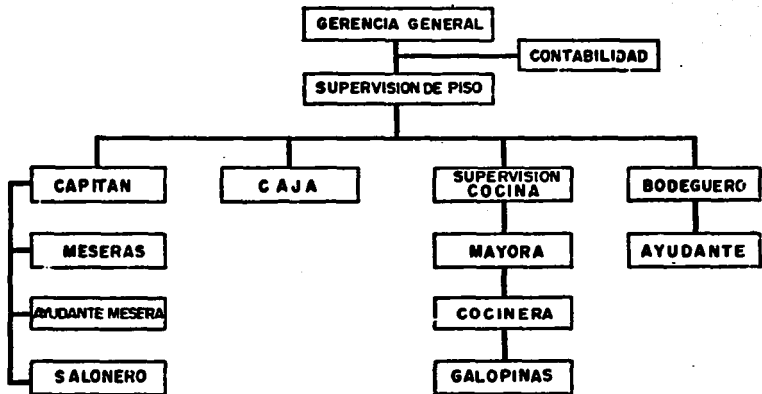 GERENCIA GENERAL
CONTABILIDAD
SUPERVISION DE PISO
CAPITAN
CAJA
SUPERVISION
COCINA
BODEGUERO
MESERAS
MAYORA
AYUDANTE
AYUDANTE MESERA
COCINERA
SALONERO
GALOPINAS